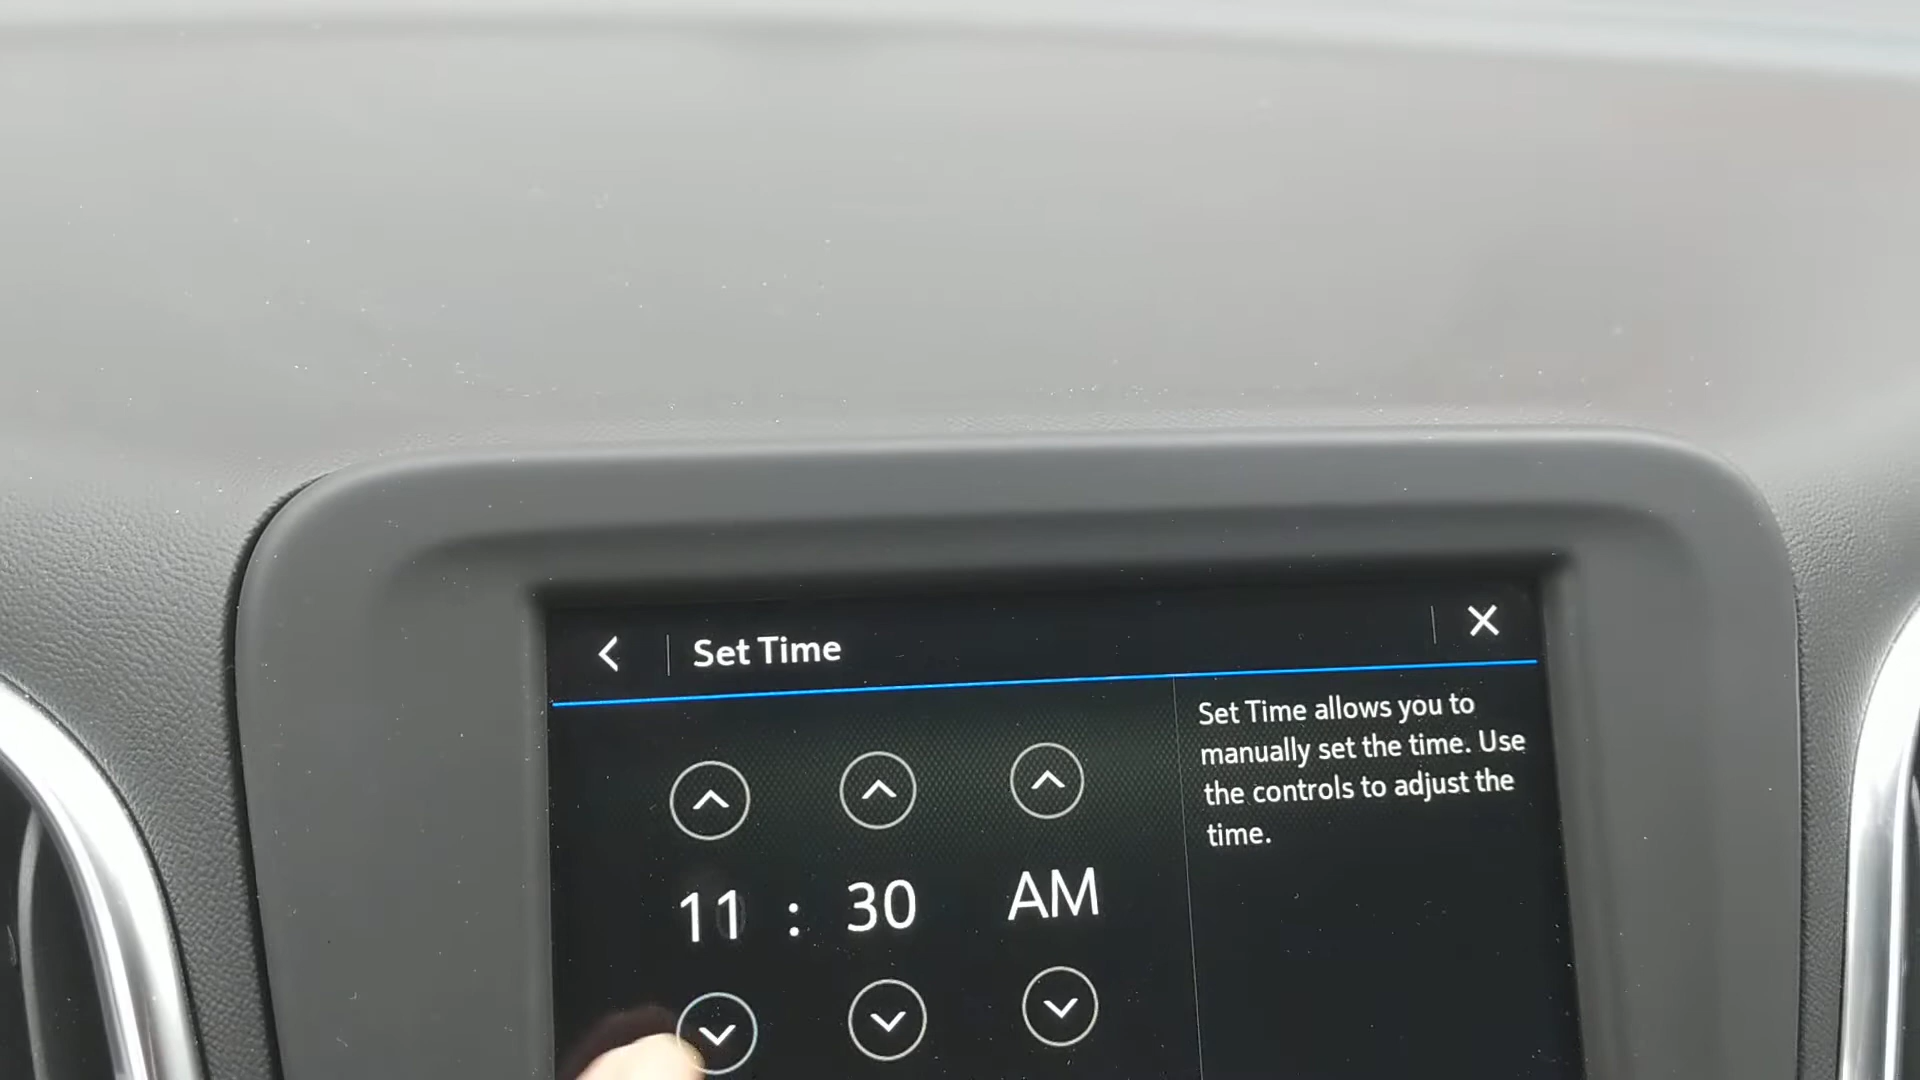 Set Time
Set Time allows you to
manually set the time. Use
the controls to adjust the
time.
11 : 30 AM